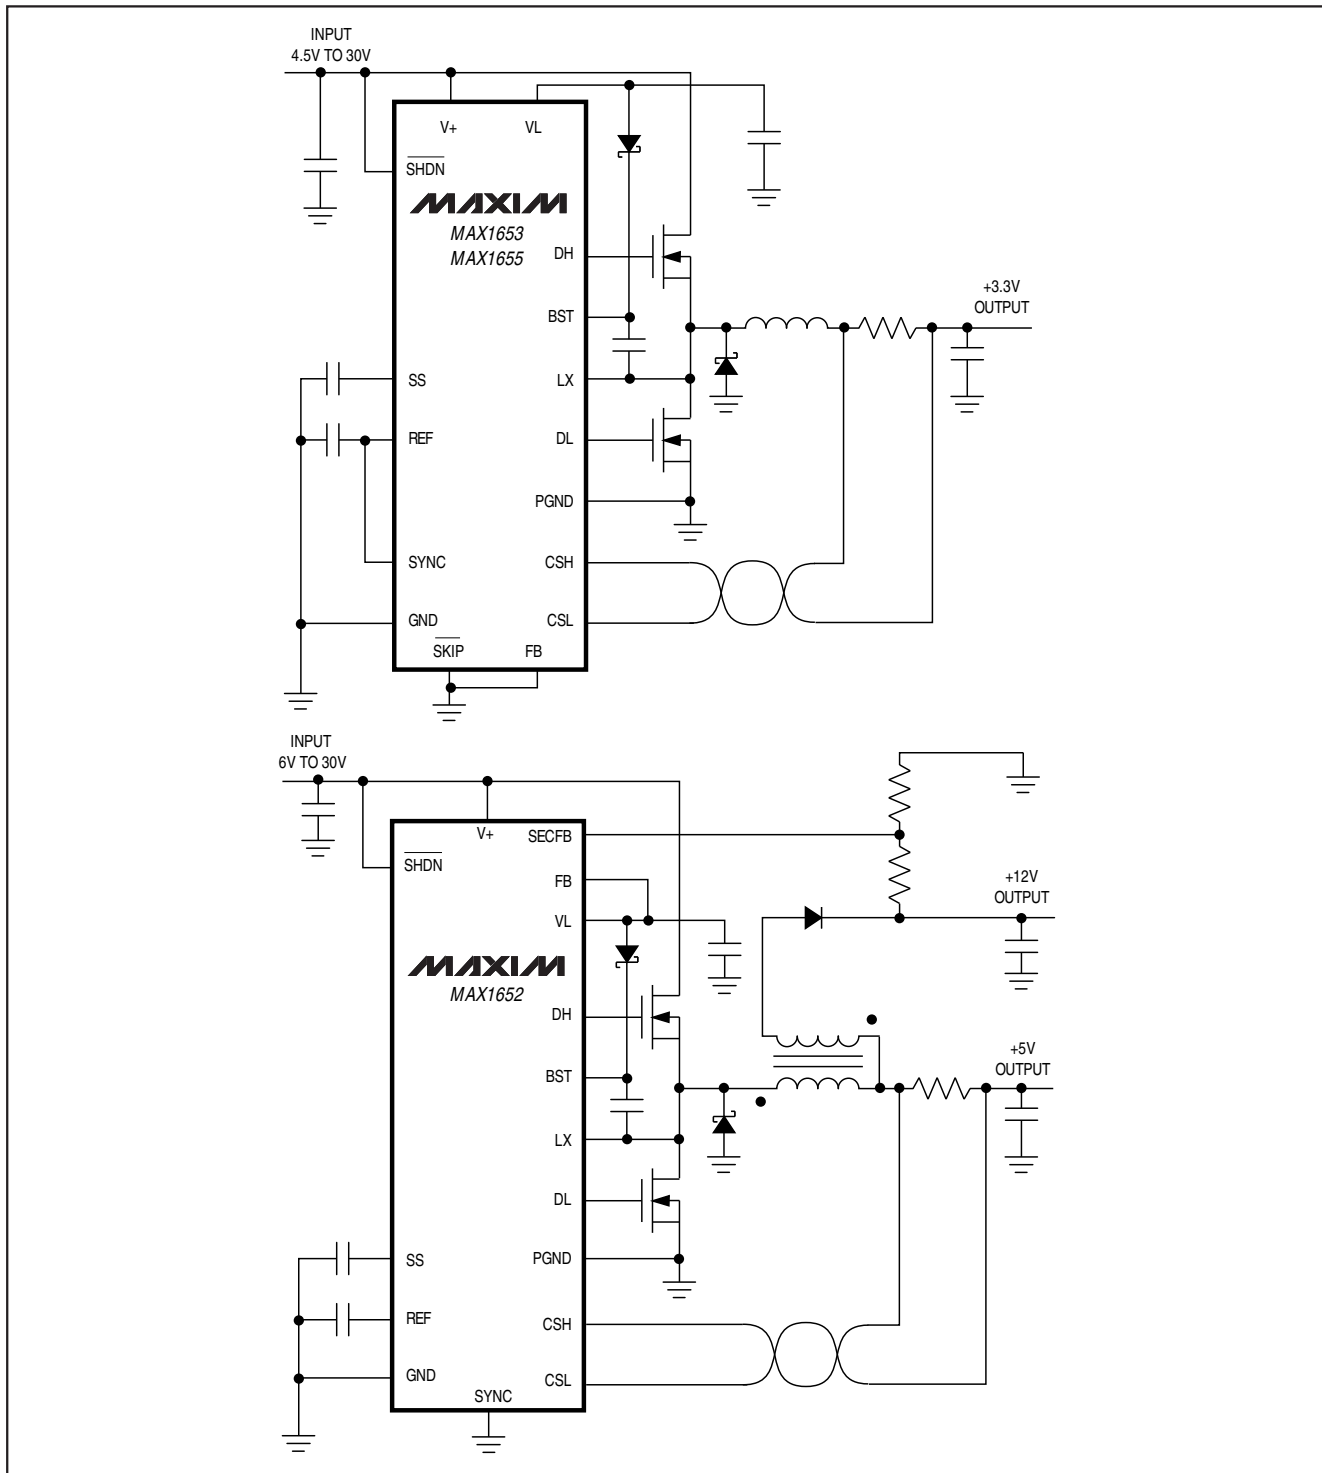 INPUT
4.5V TO 30V
V+
VL
SHDN
MAXIM
MAX1653
MAX1655
DH
+3.3V
OUTPUT
BST
SS
LX
REF
DL
PGND
SYNC
CSH
GND
CSL
SKIP
FB
INPUT
6V TO 30V
V+
SECFB
SHDN
FB
+12V
OUTPUT
VL
MAXIM
MAX1652
DH
+5V
OUTPUT
BST
LX
DL
SS
PGND
REF
CSH
GND
CSL
SYNC